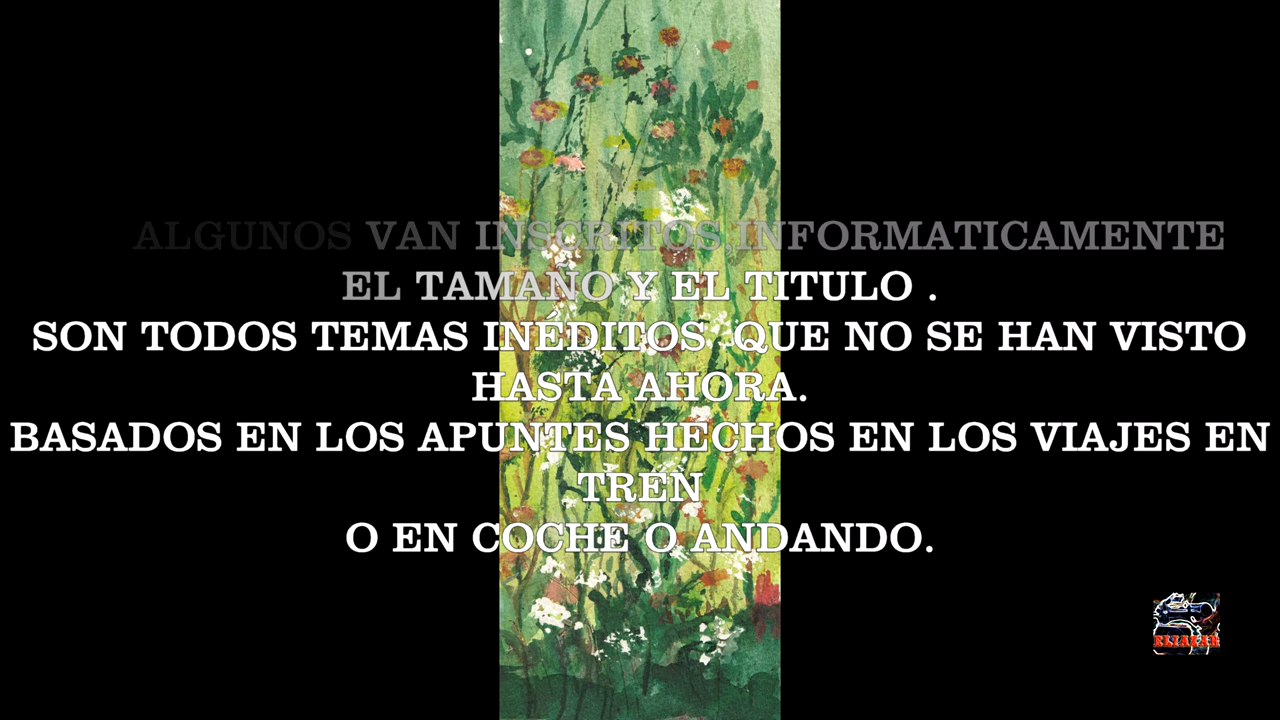 ALGUNOS VAN INSCRITOS,INFORMATICAMENTE
EL TAMAÑO Y EL TITULO .
SON TODOS TEMAS INÉDITOS QUE NO SE HAN VISTO
HASTA AHORA.
BASADOS EN LOS APUNTES HECHOS EN LOS VIAJES EN
TREN
O EN COCHE O ANDANDO.
ELIAZAR